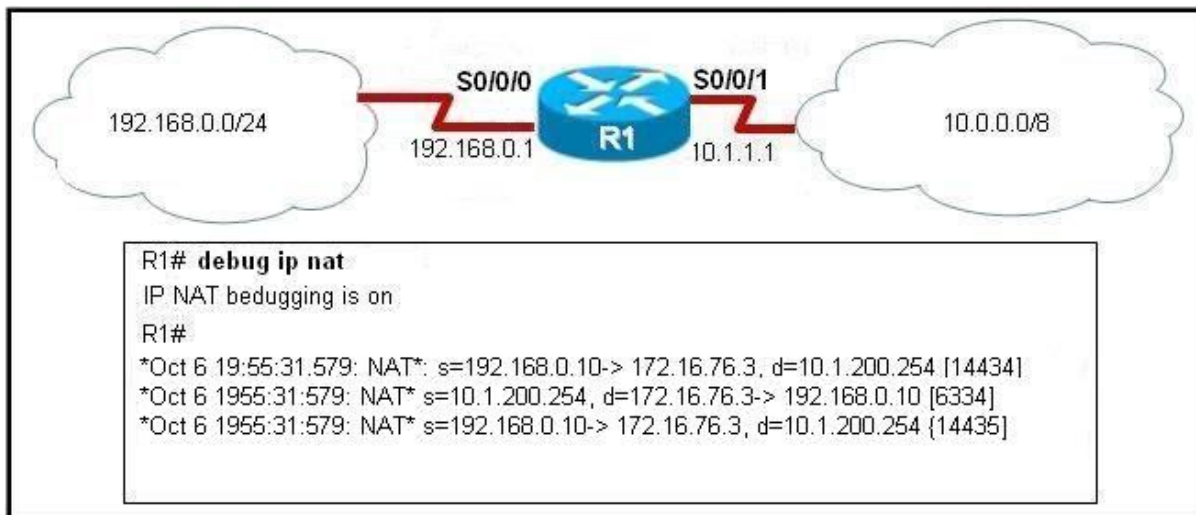 S0/0/0
S0/0/1
192.168.0.0/24
10.0.0.0/8
192.168.0.1
R1
10.1.1.1
R1# debug ip nat
IP NAT bedugging is on
R1#
*Oct 6 19:55:31.579: NAT*: s=192.168.0.10-> 172.16.76.3, d=10.1.200.254 [14434]
*Oct 6 1955:31:579: NAT* s=10.1.200.254, d=172.16.76.3-> 192.168.0.10 [6334]
*Oct 6 1955:31:579: NAT* s=192.168.0.10-> 172.16.76.3, d=10.1.200.254 {14435]